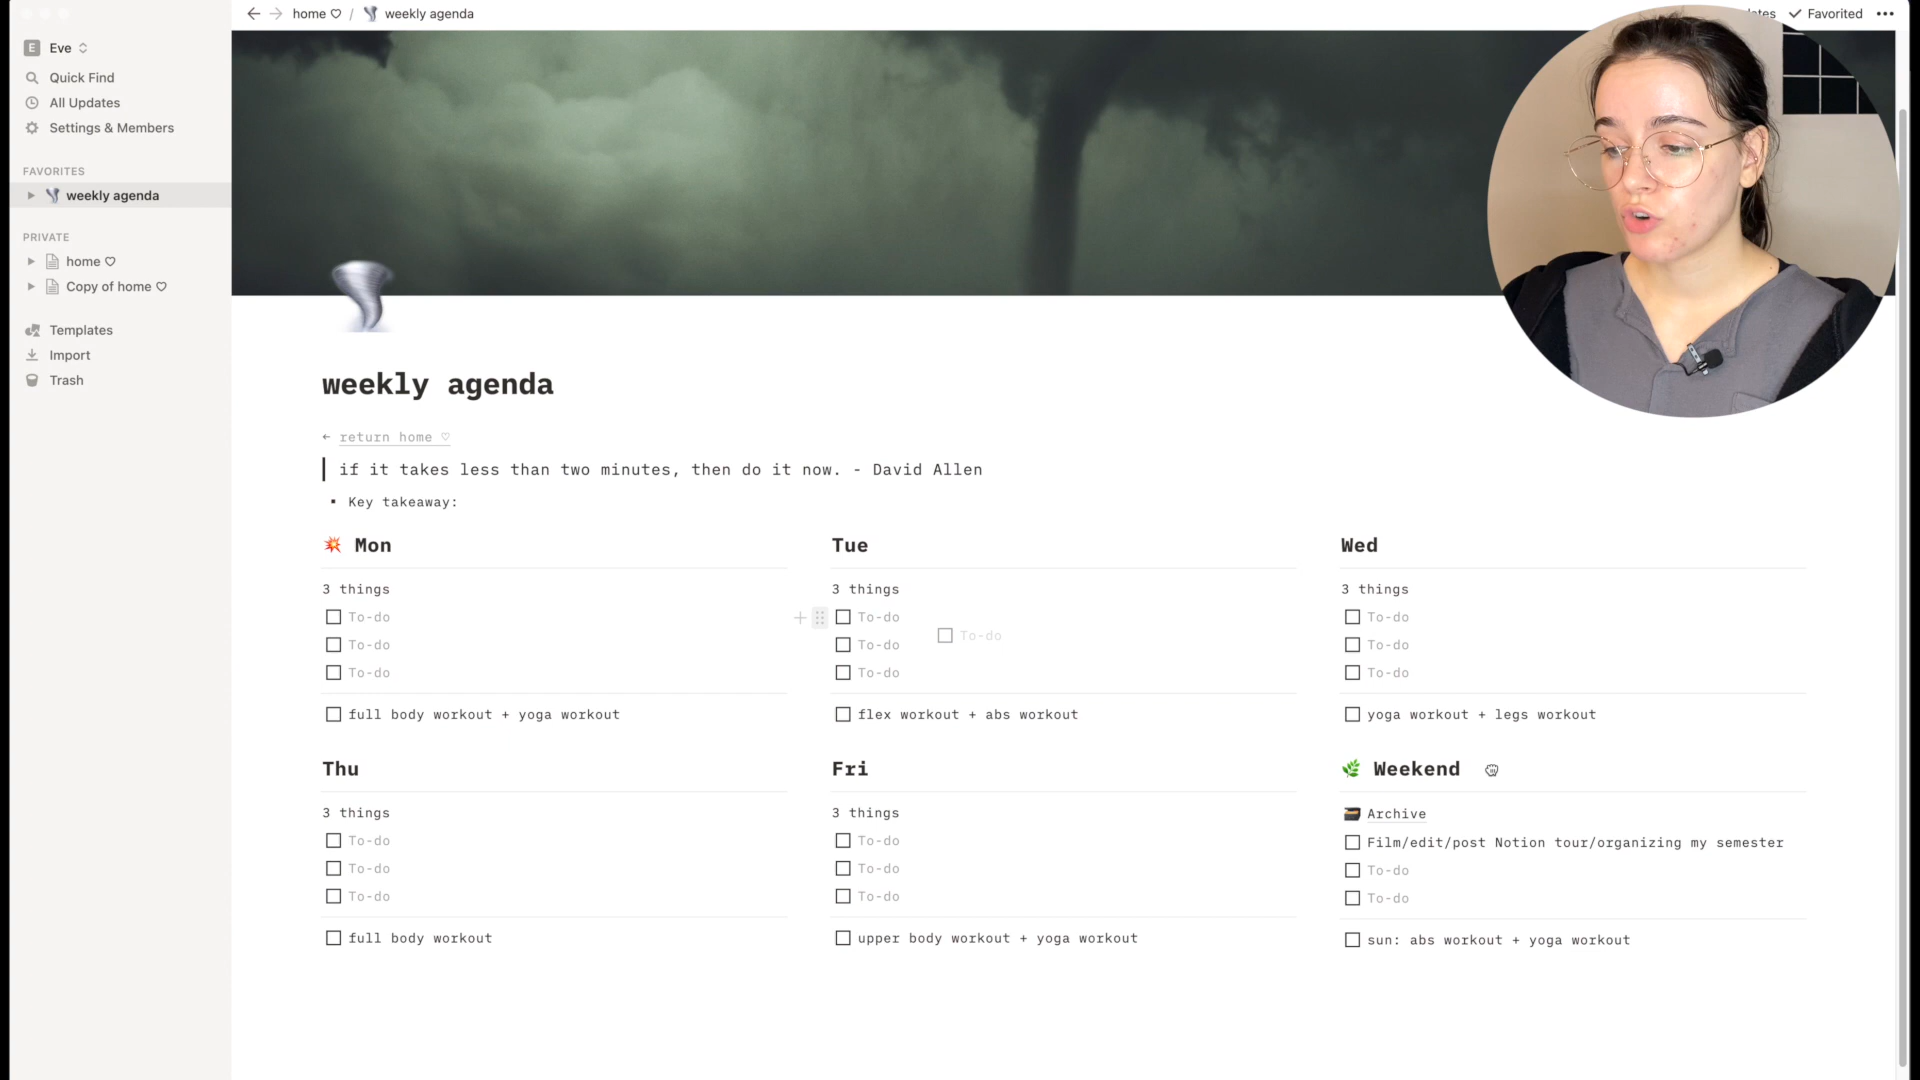 ← → home ♡ / weekly agenda
Favorited •••
E Eve
Quick Find
All Updates
Settings & Members
FAVORITES
weekly agenda
PRIVATE
home ♡
Copy of home ♡
Templates
Import
Trash
weekly agenda
← return home ♡
if it takes less than two minutes, then do it now. - David Allen
▪ Key takeaway:
💥 Mon
3 things
To-do
To-do
To-do
full body workout + yoga workout
Tue
3 things
To-do
To-do
To-do
To-do
flex workout + abs workout
Wed
3 things
To-do
To-do
To-do
yoga workout + legs workout
Thu
3 things
To-do
To-do
To-do
full body workout
Fri
3 things
To-do
To-do
To-do
upper body workout + yoga workout
🌿 Weekend
Archive
Film/edit/post Notion tour/organizing my semester
To-do
To-do
sun: abs workout + yoga workout